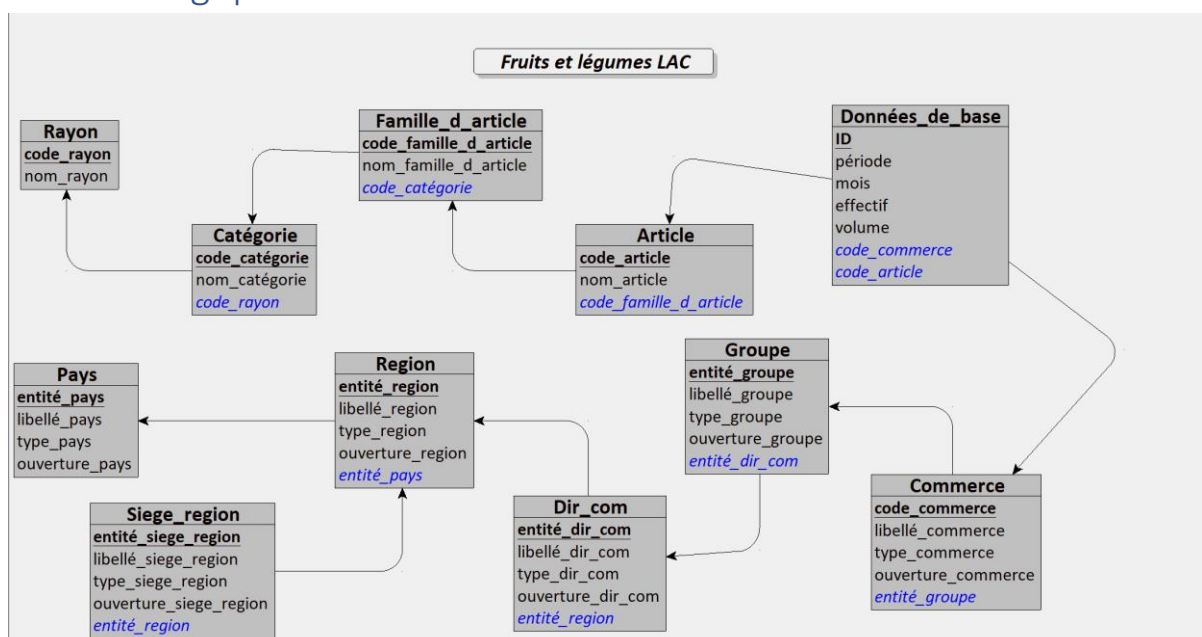 Fruits et légumes LAC
Rayon
code_rayon
nom_rayon
Famille_d_article
code_famille_d_article
nom_famille_d_article
code_catégorie
Données_de_base
ID
période
mois
effectif
volume
code_commerce
code_article
Catégorie
code_catégorie
nom_catégorie
code_rayon
Article
code_article
nom_article
code_famille_d_article
Pays
entité_pays
libellé_pays
type_pays
ouverture_pays
Region
entité_region
libellé_region
type_region
ouverture_region
entité_pays
Groupe
entité_groupe
libellé_groupe
type_groupe
ouverture_groupe
entité_dir_com
Siege_region
entité_siege_region
libellé_siege_region
type_siege_region
ouverture_siege_region
entité_region
Dir_com
entité_dir_com
libellé_dir_com
type_dir_com
ouverture_dir_com
entité_region
Commerce
code_commerce
libellé_commerce
type_commerce
ouverture_commerce
entité_groupe